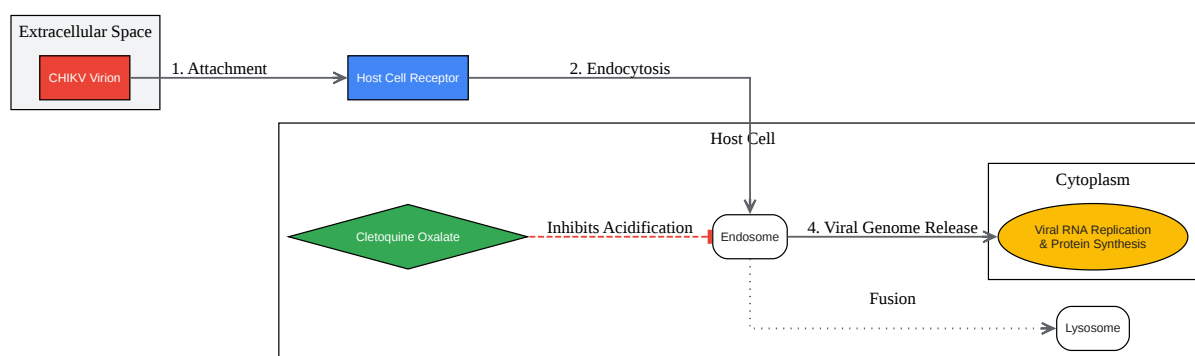 Extracellular Space
CHIKV Virion
1. Attachment
Host Cell Receptor
2. Endocytosis
Host Cell
Cytoplasm
Cletoquine Oxalate
Inhibits Acidification
Endosome
4. Viral Genome Release
Viral RNA Replication
& Protein Synthesis
Fusion
Lysosome